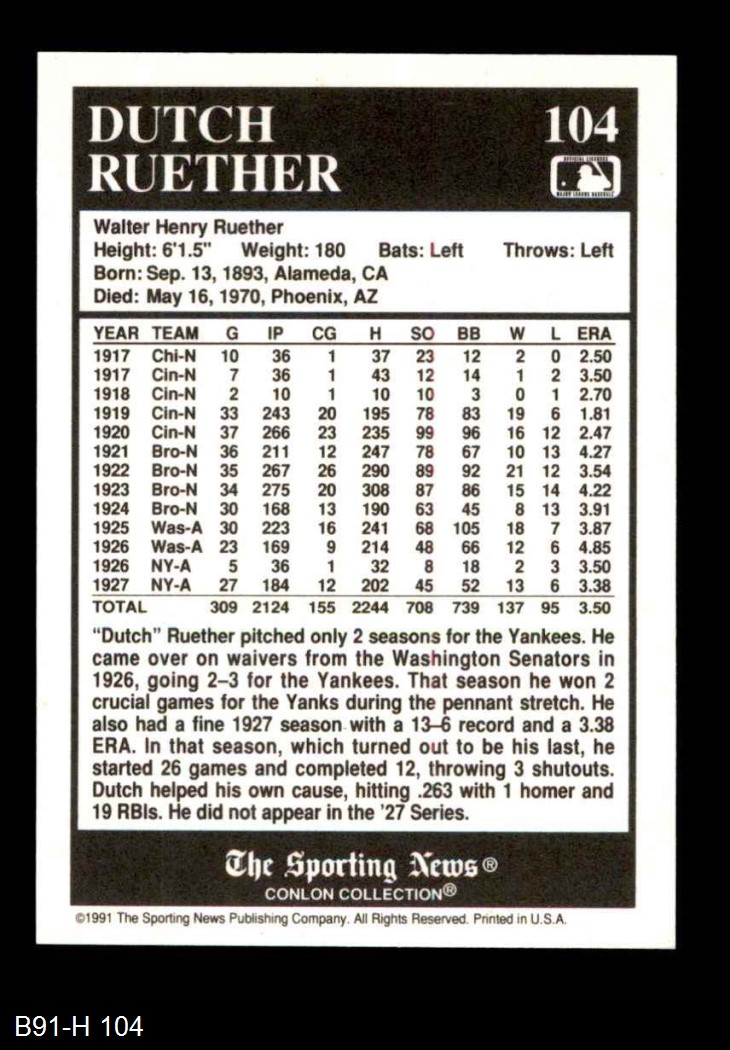 DUTCH 104
RUETHER
OFFICIAL LICENSEE
MAJOR LEAGUE BASEBALL
Walter Henry Ruether
Height: 6'1.5" Weight: 180 Bats: Left Throws: Left
Born: Sep. 13, 1893, Alameda, CA
Died: May 16, 1970, Phoenix, AZ
YEAR TEAM G IP CG H SO BB W L ERA
1917 Chi-N 10 36 1 37 23 12 2 0 2.50
1917 Cin-N 7 36 1 43 12 14 1 2 3.50
1918 Cin-N 2 10 1 10 10 3 0 1 2.70
1919 Cin-N 33 243 20 195 78 83 19 6 1.81
1920 Cin-N 37 266 23 235 99 96 16 12 2.47
1921 Bro-N 36 211 12 247 78 67 10 13 4.27
1922 Bro-N 35 267 26 290 89 92 21 12 3.54
1923 Bro-N 34 275 20 308 87 86 15 14 4.22
1924 Bro-N 30 168 13 190 63 45 8 13 3.91
1925 Was-A 30 223 16 241 68 105 18 7 3.87
1926 Was-A 23 169 9 214 48 66 12 6 4.85
1926 NY-A 5 36 1 32 8 18 2 3 3.50
1927 NY-A 27 184 12 202 45 52 13 6 3.38
TOTAL 309 2124 155 2244 708 739 137 95 3.50
“Dutch” Ruether pitched only 2 seasons for the Yankees. He
came over on waivers from the Washington Senators in
1926, going 2–3 for the Yankees. That season he won 2
crucial games for the Yanks during the pennant stretch. He
also had a fine 1927 season with a 13–6 record and a 3.38
ERA. In that season, which turned out to be his last, he
started 26 games and completed 12, throwing 3 shutouts.
Dutch helped his own cause, hitting .263 with 1 homer and
19 RBIs. He did not appear in the '27 Series.
The Sporting News®
CONLON COLLECTION®
©1991 The Sporting News Publishing Company. All Rights Reserved. Printed in U.S.A.
B91-H 104